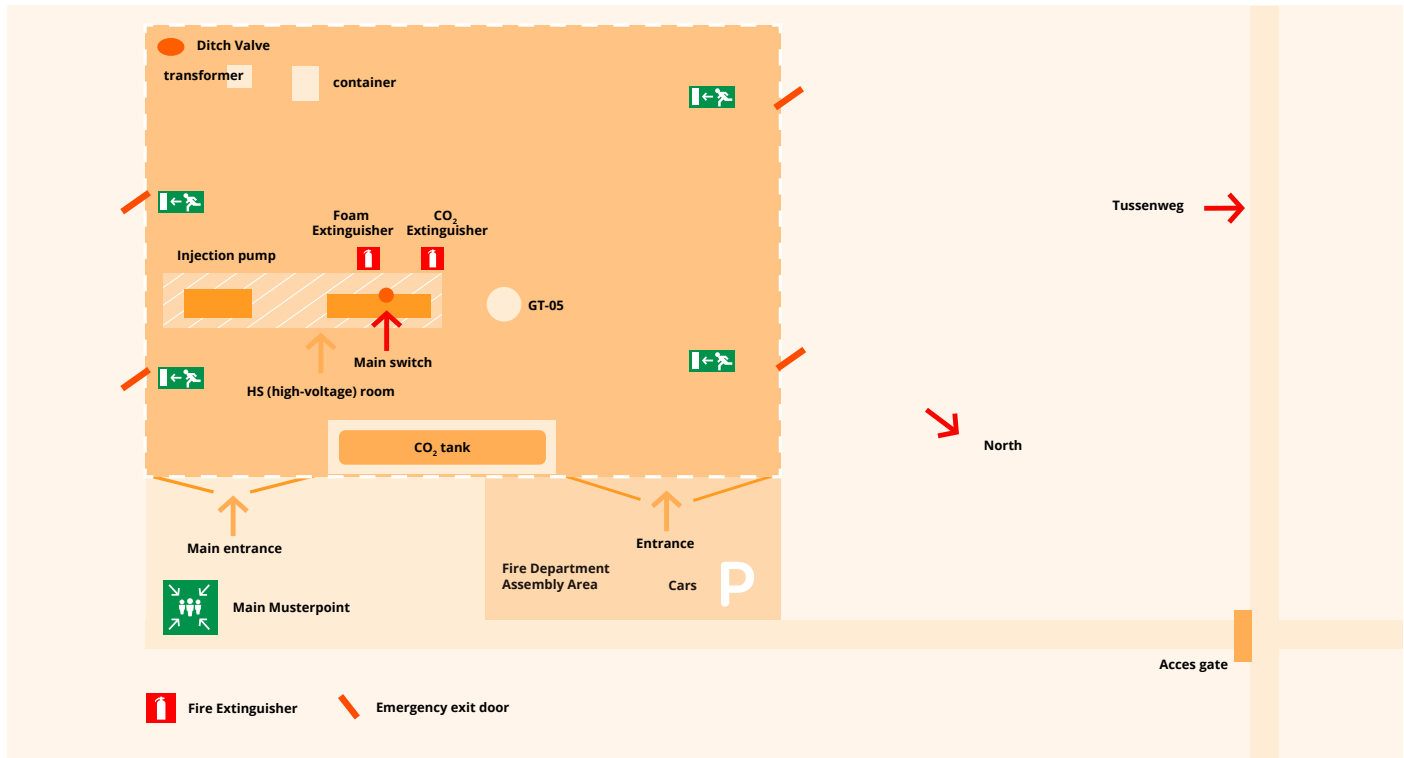 Ditch Valve
transformer
container
Tussenweg
Foam
Extinguisher
CO2
Extinguisher
Injection pump
GT-05
Main switch
HS (high-voltage) room
North
CO2 tank
Main entrance
Entrance
Fire Department
Assembly Area
Cars
P
Main Musterpoint
Acces gate
Fire Extinguisher
Emergency exit door